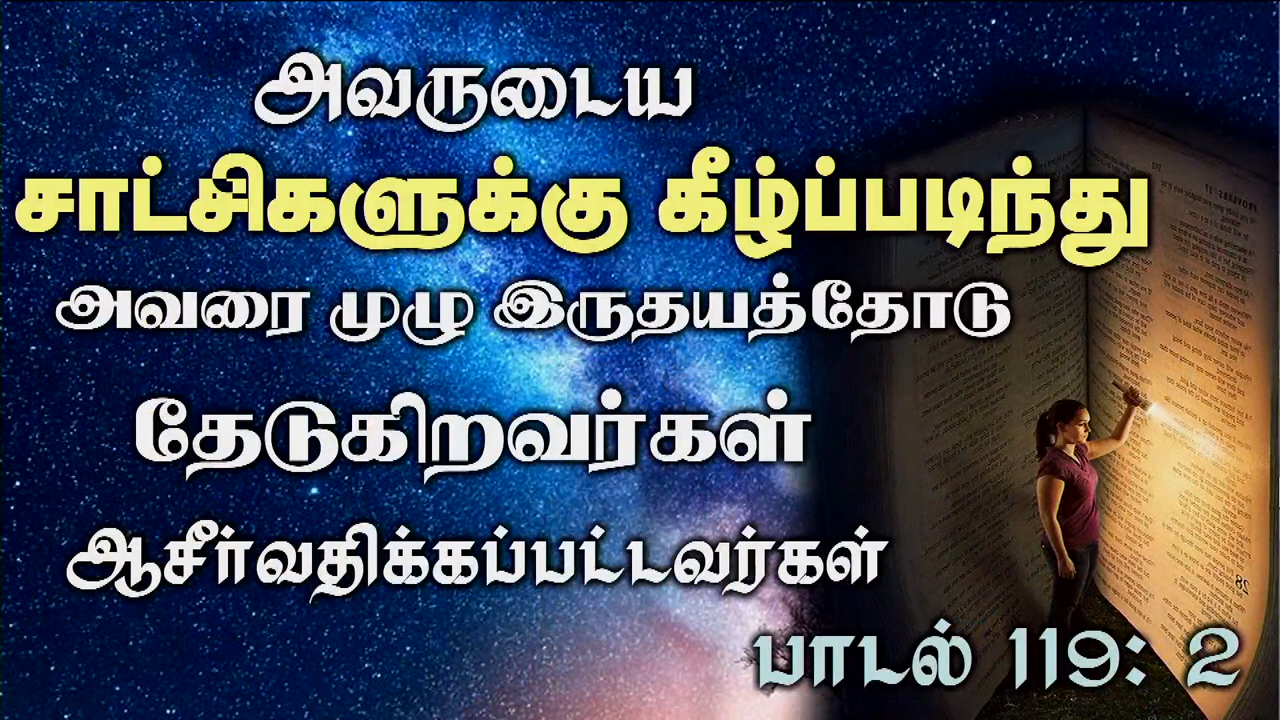 அவருடைய
சாட்சிகளுக்கு கீழ்ப்படிந்து
அவரை முழு இருதயத்தோடு
தேடுகிறவர்கள்
ஆசீர்வதிக்கப்பட்டவர்கள்
பாடல் 119: 2